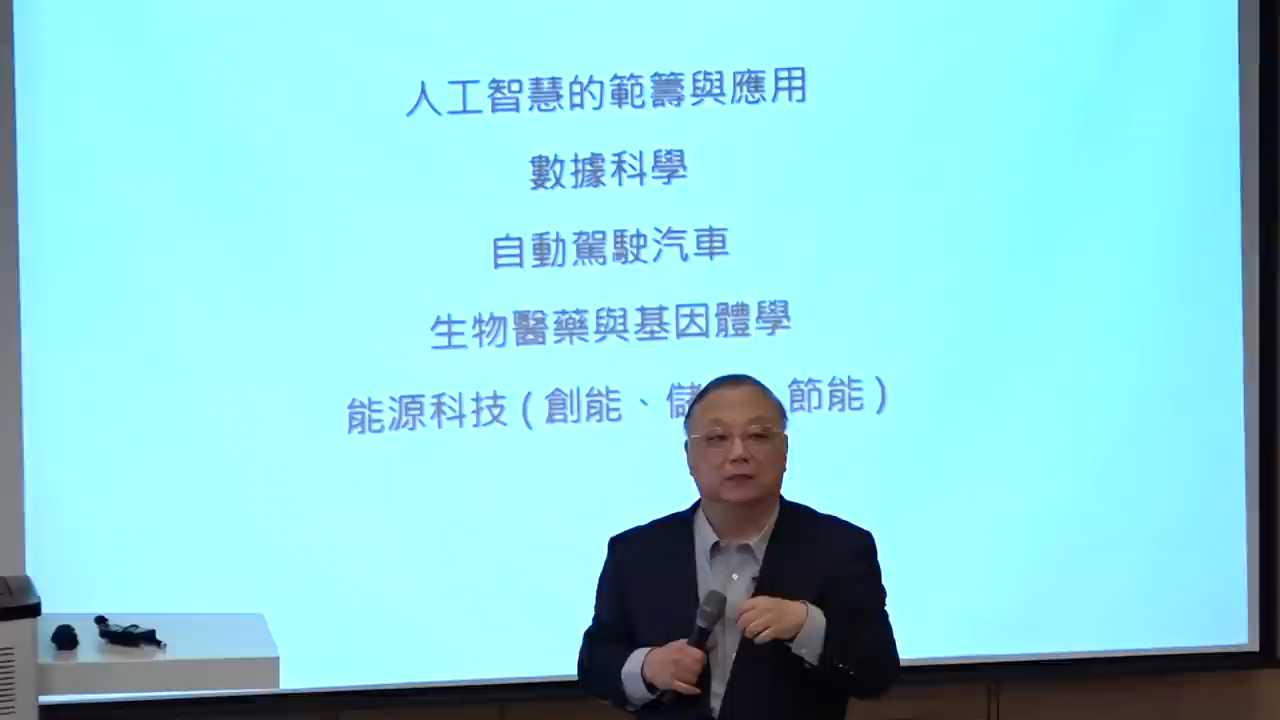 人工智慧的範籌與應用
數據科學
自動駕駛汽車
生物醫藥與基因體學
能源科技 ( 創能、儲 節能 )